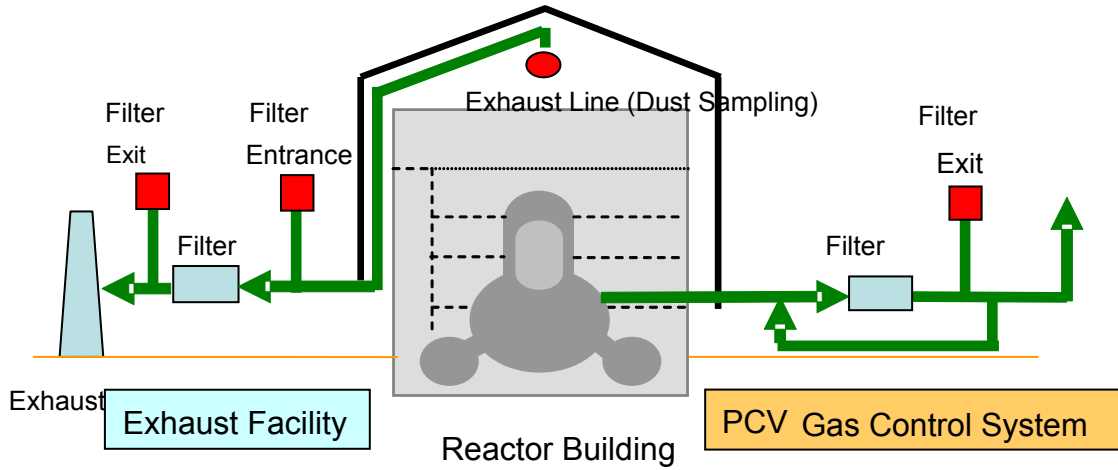 Exhaust Line (Dust Sampling)
Filter
Exit
Filter
Entrance
Filter
Filter
Exit
Filter
Exhaust
Exhaust Facility
Reactor Building
PCV Gas Control System